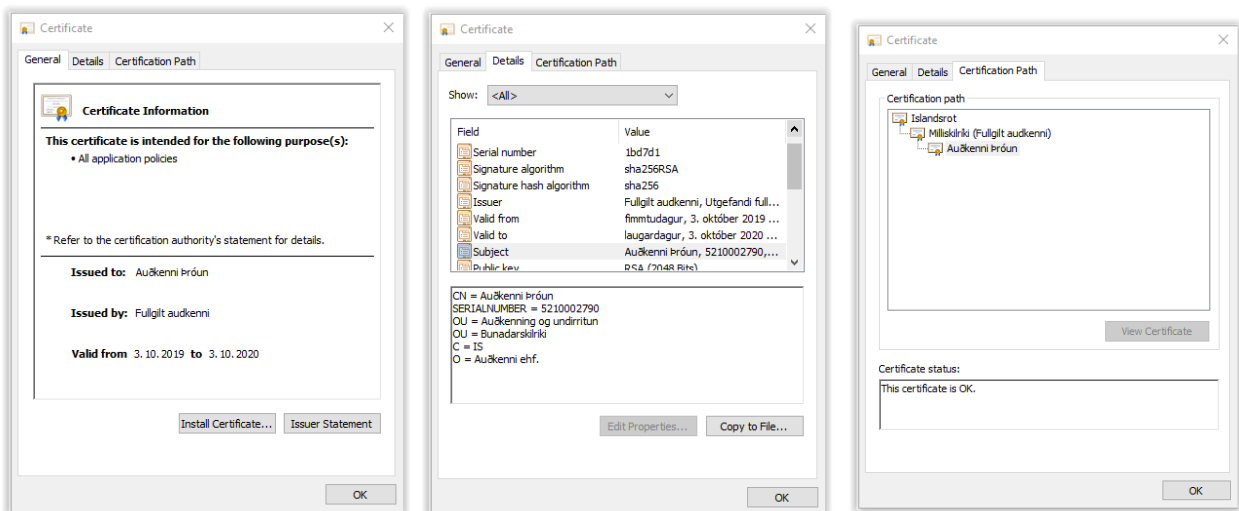 Certificate
General Details Certification Path
Certificate Information
This certificate is intended for the following purpose(s):
• All application policies
* Refer to the certification authority's statement for details.
Issued to: Auðkenni Þróun
Issued by: Fullgilt audkenni
Valid from 3. 10. 2019 to 3. 10. 2020
Install Certificate... Issuer Statement
OK
Certificate
General Details Certification Path
Show: <All>
Field Value
Serial number 1bd7d1
Signature algorithm sha256RSA
Signature hash algorithm sha256
Issuer Fullgilt audkenni, Utgefandi full...
Valid from fimmtudagur, 3. október 2019 ...
Valid to laugardagur, 3. október 2020 ...
Subject Auðkenni Þróun, 5210002790,...
Public key RSA (2048 Bits)
CN = Auðkenni Þróun
SERIALNUMBER = 5210002790
OU = Auðkenning og undirritun
OU = Bunadarskilriki
C = IS
O = Auðkenni ehf.
Edit Properties... Copy to File...
OK
Certificate
General Details Certification Path
Certification path
Islandsrot
Milliskilríki (Fullgilt audkenni)
Auðkenni Þróun
View Certificate
Certificate status:
This certificate is OK.
OK